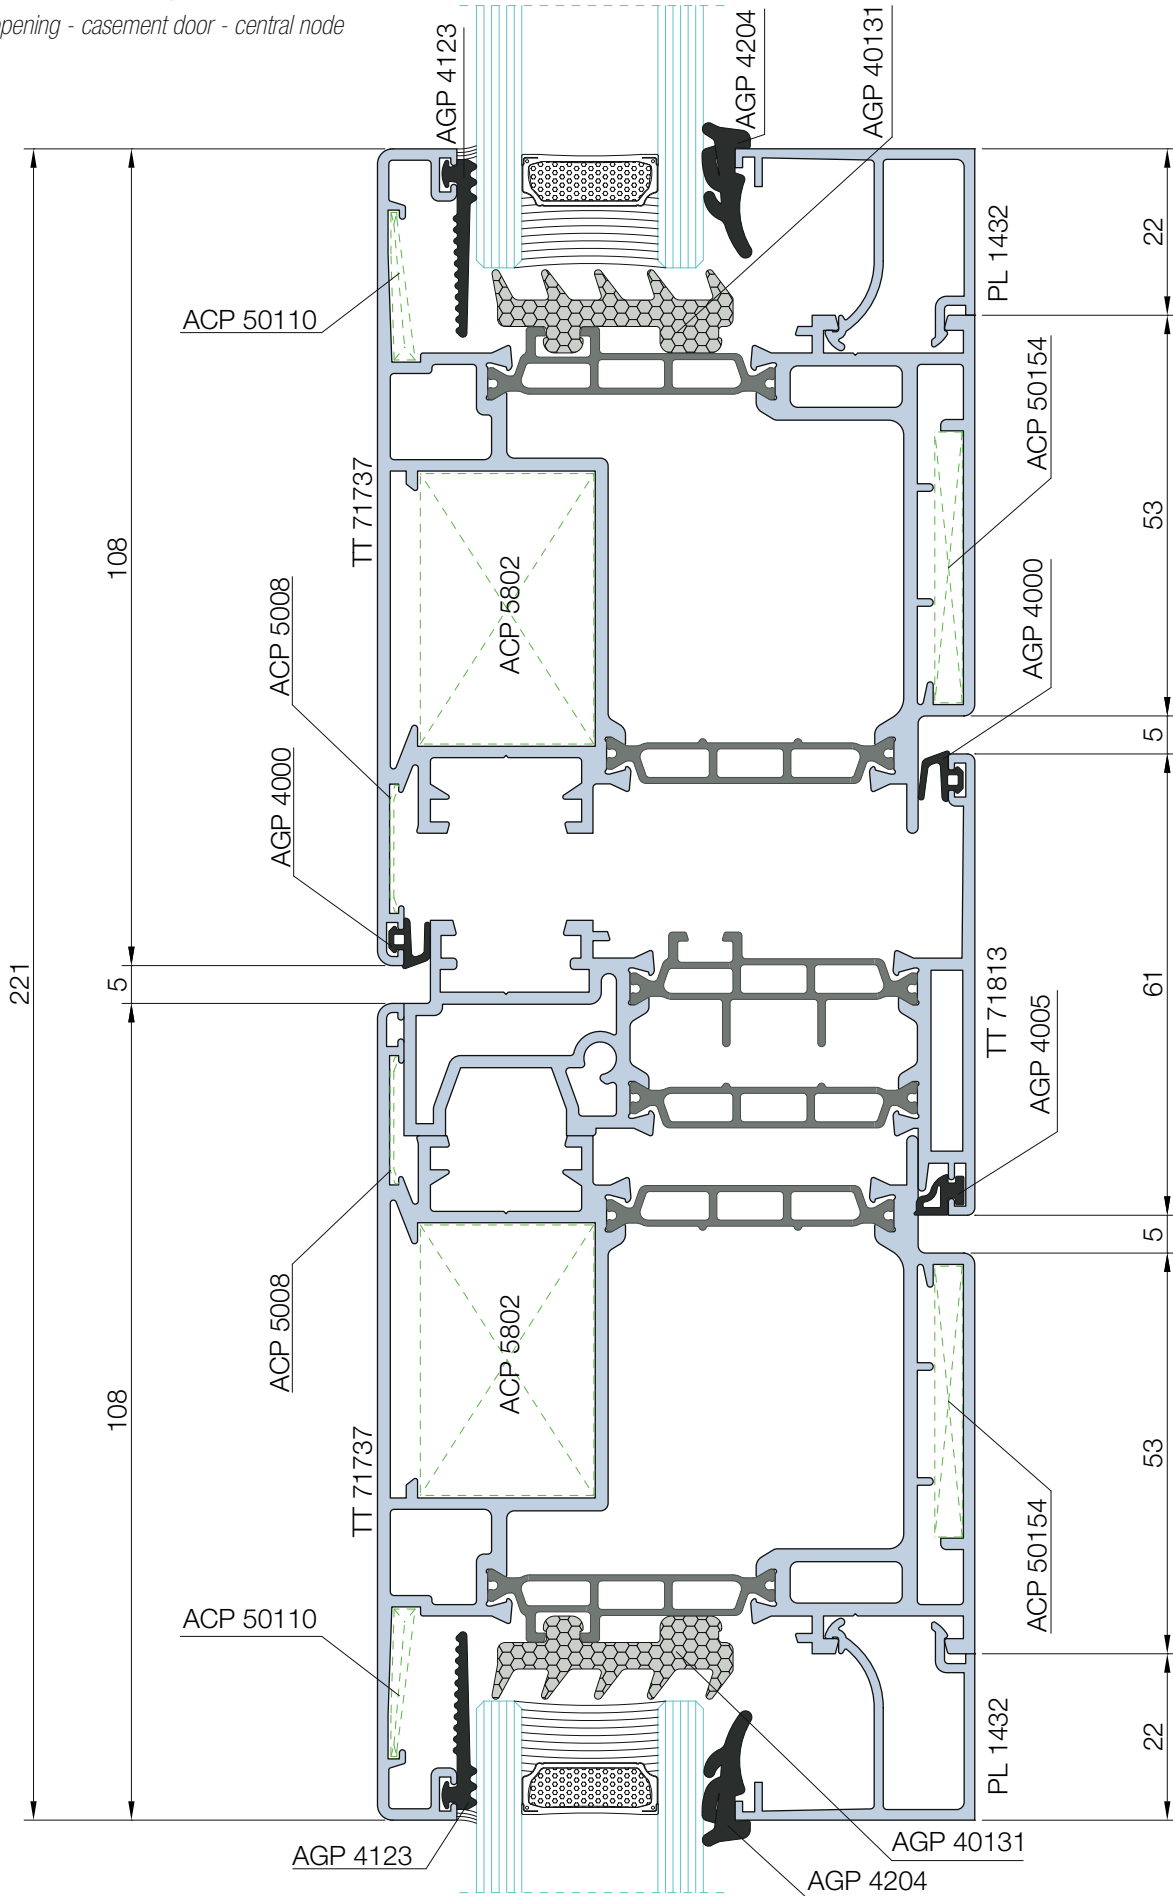 pening - casement door - central node
AGP 4123
AGP 4204
AGP 40131
22
PL 1432
ACP 50110
ACP 50154
TT 71737
53
108
ACP 5802
ACP 5008
AGP 4000
5
AGP 4000
221
5
TT 71813
61
AGP 4005
5
ACP 5008
ACP 5802
108
TT 71737
53
ACP 50154
ACP 50110
PL 1432
22
AGP 4123
AGP 40131
AGP 4204